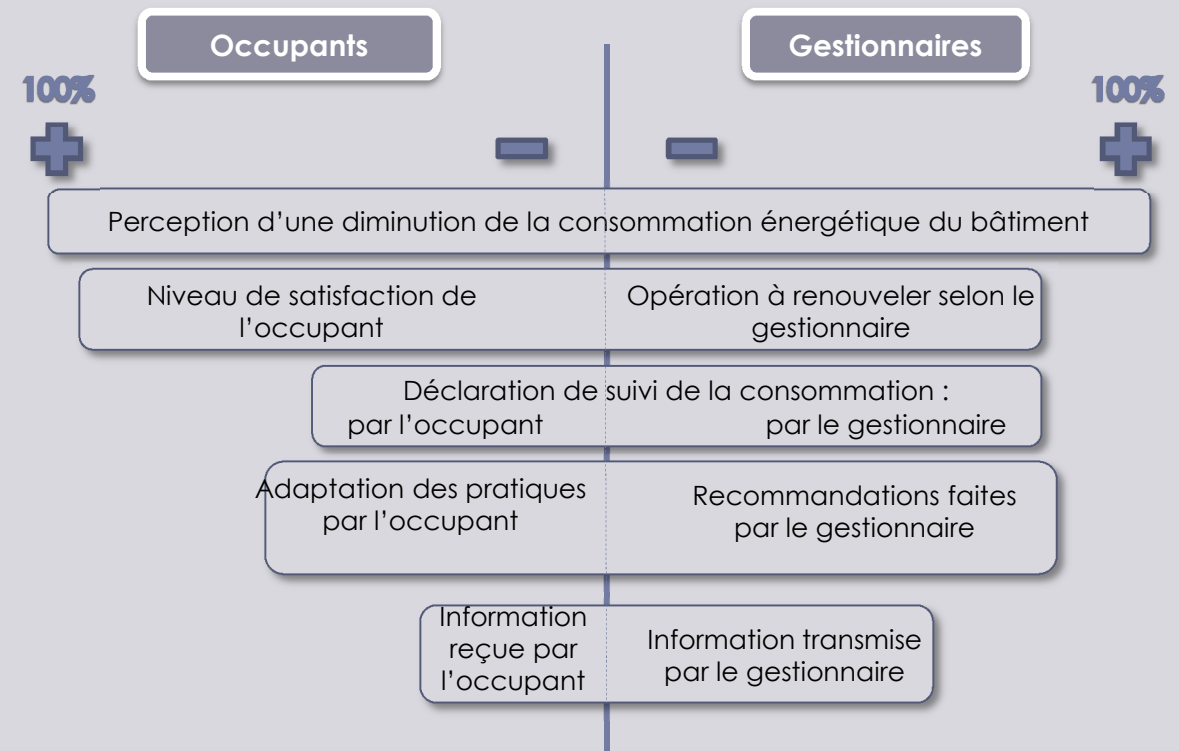 Occupants
Gestionnaires
100%
100%
Perception d’une diminution de la consommation énergétique du bâtiment
Niveau de satisfaction de
l’occupant
Opération à renouveler selon le
gestionnaire
Déclaration de suivi de la consommation :
par l’occupant
par le gestionnaire
Adaptation des pratiques
par l’occupant
Recommandations faites
par le gestionnaire
Information
reçue par
l’occupant
Information transmise
par le gestionnaire